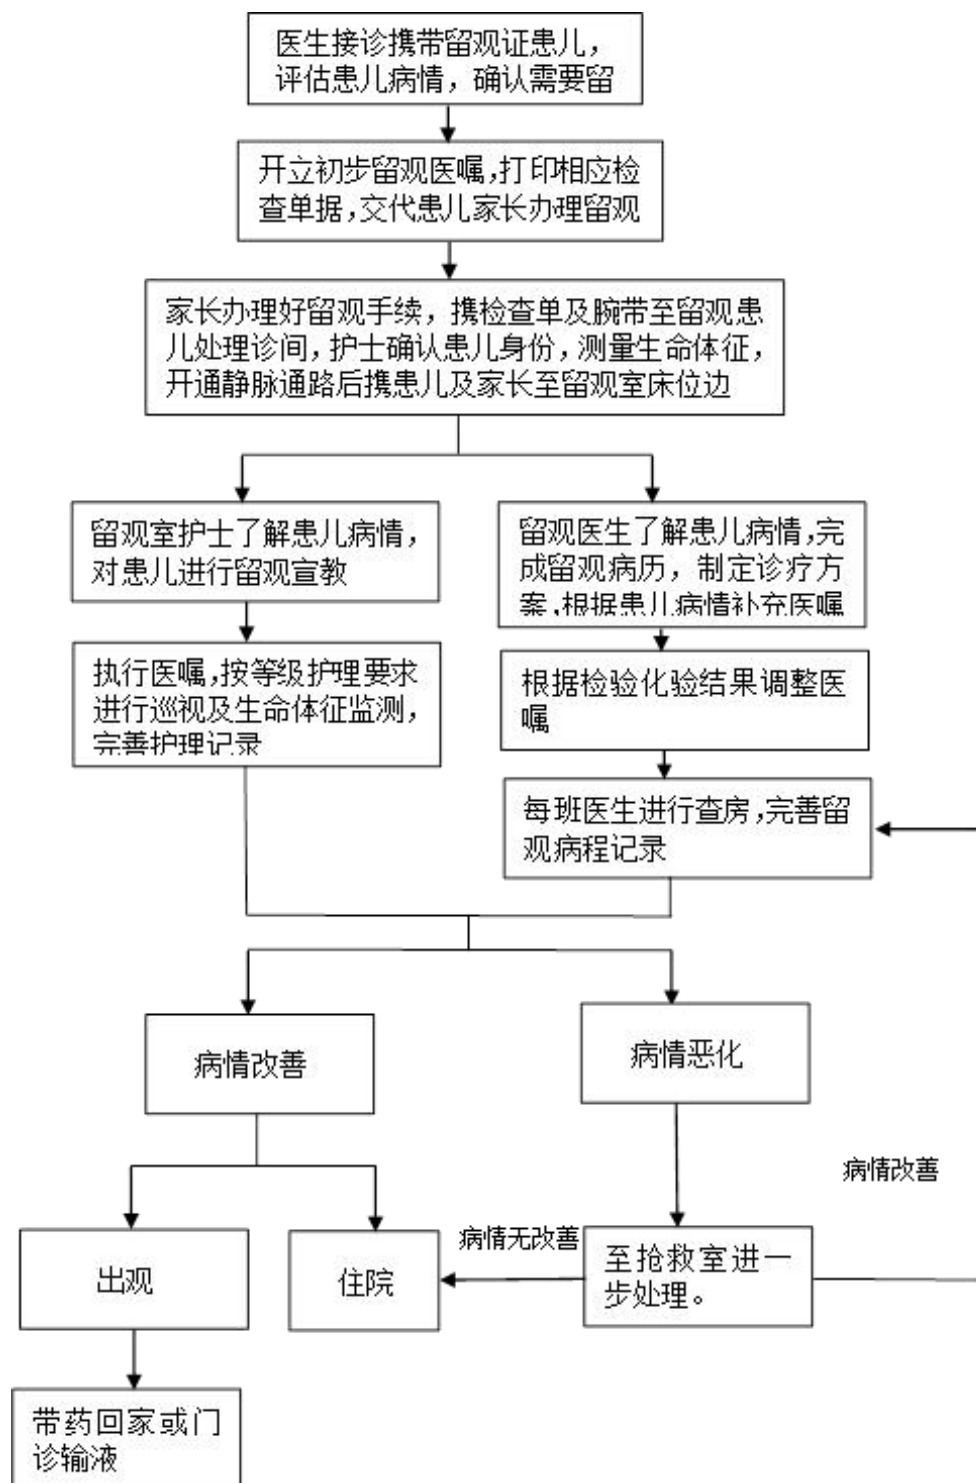 医生接诊携带留观证患儿，
评估患儿病情，确认需要留
开立初步留观医嘱，打印相应检
查单据，交代患儿家长办理留观
家长办理好留观手续，携检查单及腕带至留观患
儿处理诊间，护士确认患儿身份，测量生命体征，
开通静脉通路后携患儿及家长至留观室床位边
留观室护士了解患儿病情，
对患儿进行留观宣教
留观医生了解患儿病情，完
成留观病历，制定诊疗方
案，根据患儿病情补充医嘱
执行医嘱，按等级护理要求
进行巡视及生命体征监测，
完善护理记录
根据检验化验结果调整医
嘱
每班医生进行查房，完善留
观病程记录
病情改善
病情恶化
病情改善
出观
住院
病情无改善
至抢救室进一
步处理。
带药回家或门
诊输液